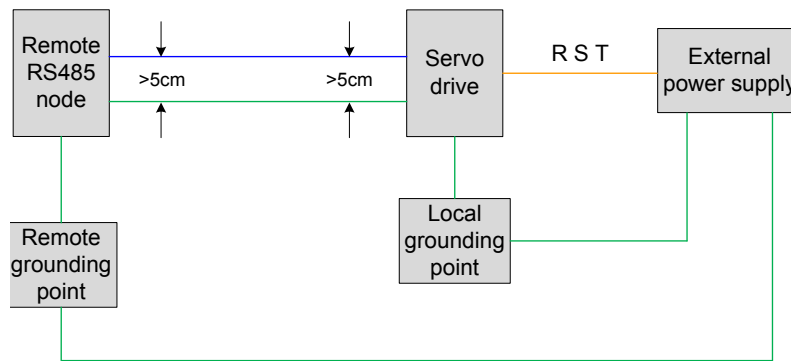 Remote
RS485
node
>5cm
>5cm
Servo
drive
R S T
External
power supply
Remote
grounding
point
Local
grounding
point